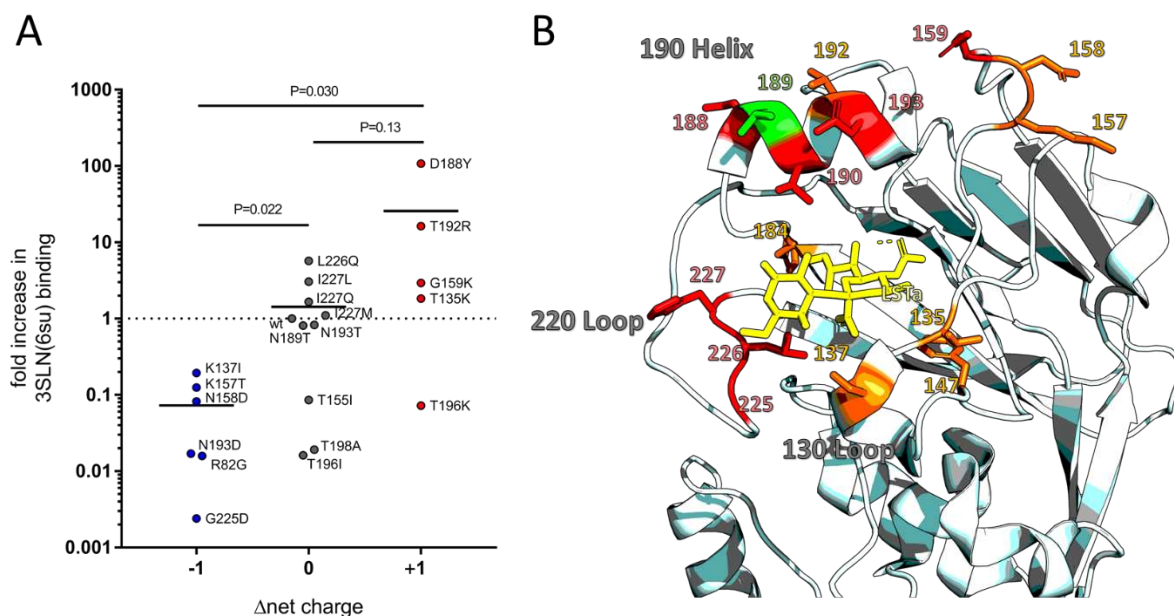 A
fold increase in
3SLN(6su) binding
1000
100
10
1
0.1
0.01
0.001
P=0.030
P=0.13
P=0.022
D188Y
T192R
L226Q
I227L
G159K
I227Q
T135K
I227M
wt
N189T
N193T
K137I
K157T
N158D
T155I
T196K
N193D
T198A
R82G
T196I
G225D
-1
0
+1
Δnet charge
B
190 Helix
159
158
192
189
193
157
188
190
184
227
LSTa
220 Loop
135
226
137
147
225
130 Loop